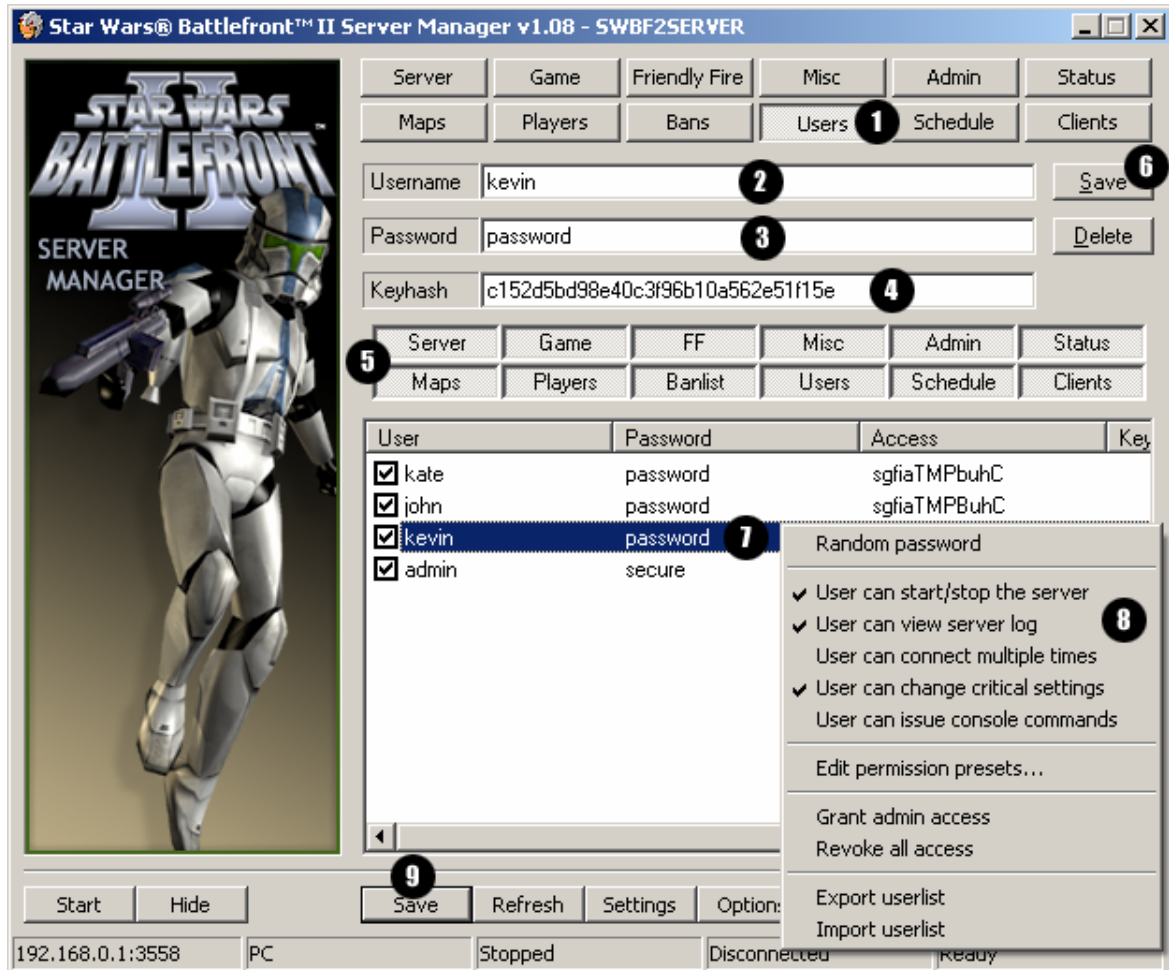 Star Wars® Battlefront™ II Server Manager v1.08 - SWBF2SERVER
STAR WARS
II
BATTLEFRONT™
SERVER
MANAGER
Server Game Friendly Fire Misc Admin Status
Maps Players Bans Users 1 Schedule Clients
Username kevin 2 Save 6
Password password 3 Delete
Keyhash c152d5bd98e40c3f96b10a562e51f15e 4
5
Server Game FF Misc Admin Status
Maps Players Banlist Users Schedule Clients
User Password Access Key
kate password sgfiaTMPbuhC
john password sgfiaTMPBuhC
kevin password 7
admin secure
Random password
User can start/stop the server
User can view server log 8
User can connect multiple times
User can change critical settings
User can issue console commands
Edit permission presets...
Grant admin access
Revoke all access
Export userlist
Import userlist
9
Start Hide Save Refresh Settings Option
192.168.0.1:3558 PC Stopped Disconnected Ready